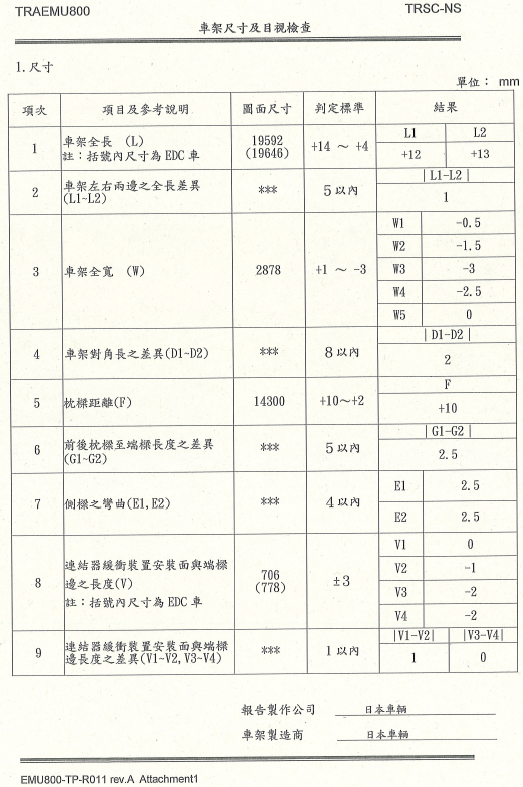 TRAEMU800
TRSC-NS
車架尺寸及目視檢查
1.尺寸
單位： mm
項次 項目及參考說明 圖面尺寸 判定標準 結果
1 車架全長 (L) 註：括號內尺寸為 EDC 車 19592 (19646) +14 ～ +4 L1 L2
+12 +13
2 車架左右兩邊之全長差異 (L1~L2) *** 5 以內 | L1-L2 |
1
3 車架全寬 (W) 2878 +1 ～ -3 W1 -0.5
W2 -1.5
W3 -3
W4 -2.5
W5 0
4 車架對角長之差異(D1~D2) *** 8 以內 | D1-D2 |
2
5 枕樑距離(F) 14300 +10~+2 F
+10
6 前後枕樑至端樑長度之差異 (G1~G2) *** 5 以內 | G1-G2 |
2.5
7 側樑之彎曲(E1,E2) *** 4 以內 E1 2.5
E2 2.5
8 連結器緩衝裝置安裝面與端樑邊之長度(V) 註：括號內尺寸為 EDC 車 706 (778) ±3 V1 0
V2 -1
V3 -2
V4 -2
9 連結器緩衝裝置安裝面與端樑邊長度之差異(V1~V2,V3~V4) *** 1 以內 |V1-V2| |V3-V4|
1 0
報告製作公司 日本車輛
車架製造商 日本車輛
EMU800-TP-R011 rev.A Attachment1